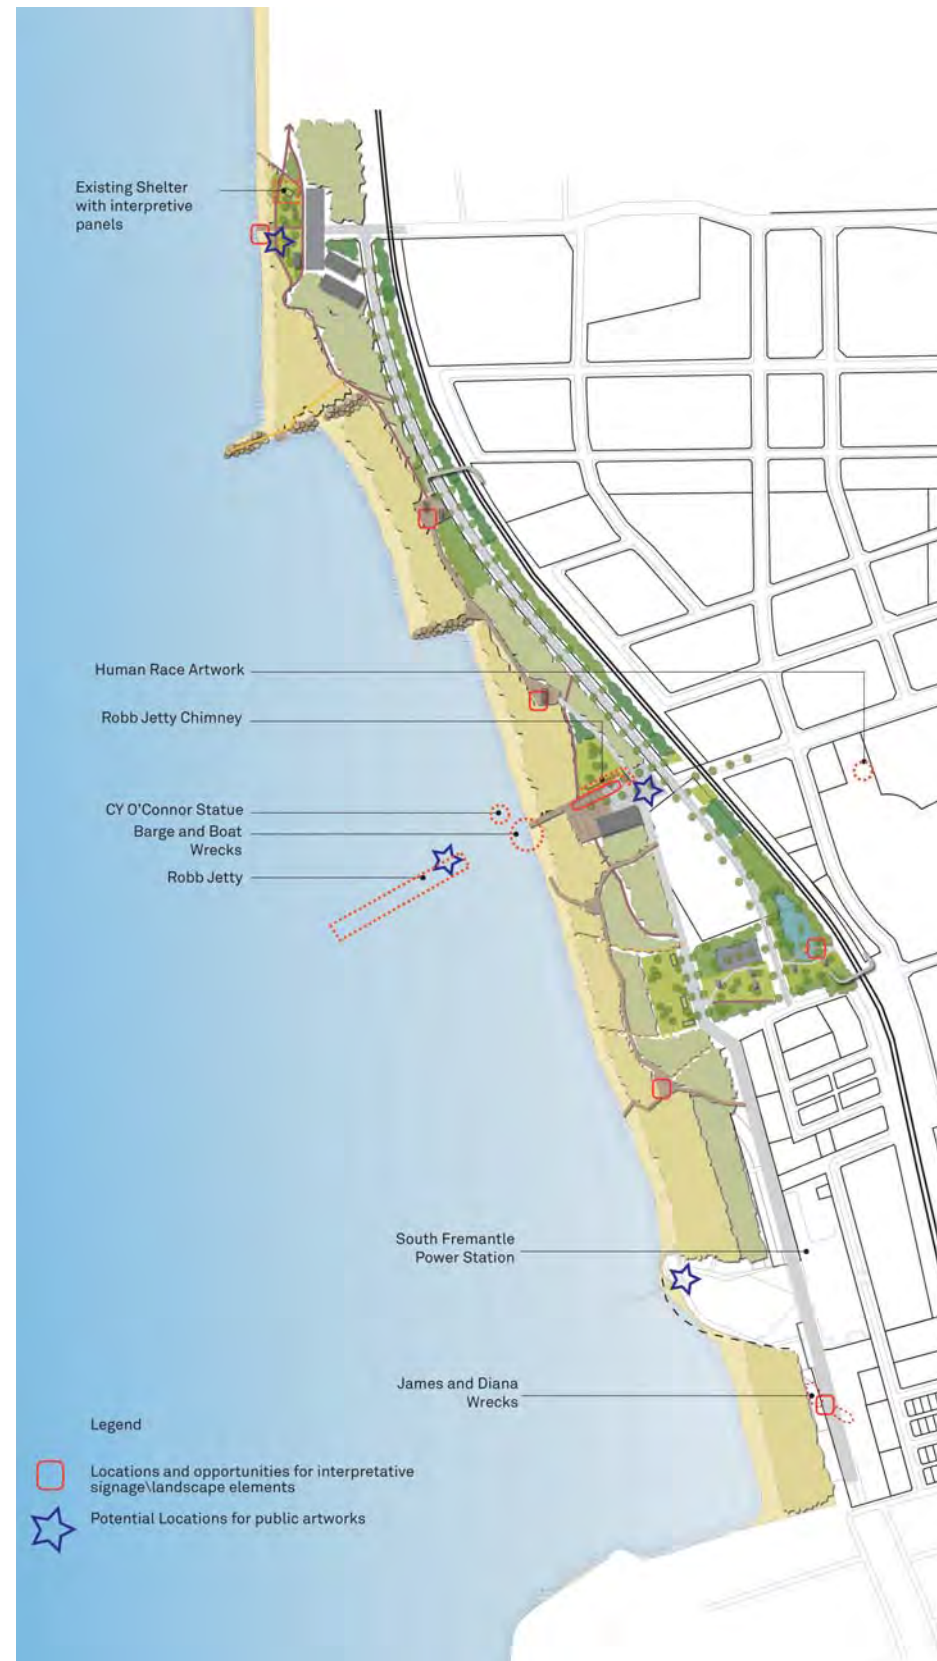 Existing Shelter
with interpretive
panels
Human Race Artwork
Robb Jetty Chimney
CY O'Connor Statue
Barge and Boat
Wrecks
Robb Jetty
South Fremantle
Power Station
James and Diana
Wrecks
Legend
Locations and opportunities for interpretative
signage\landscape elements
Potential Locations for public artworks